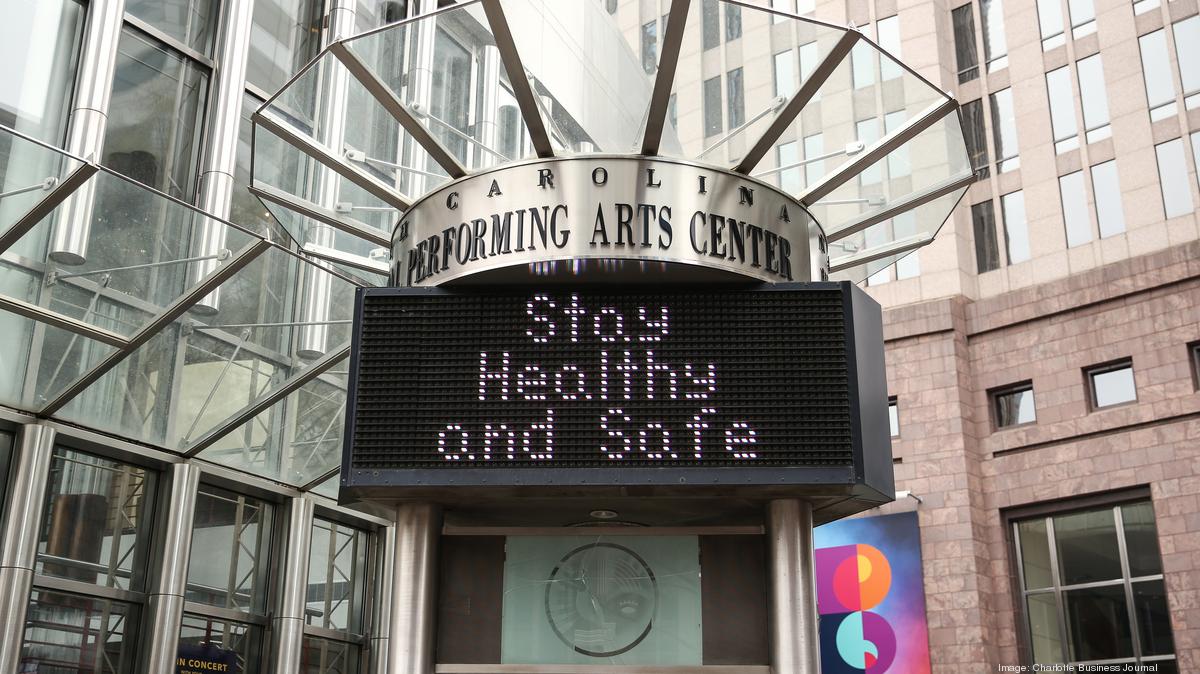 CAROLINA
PERFORMING ARTS CENTER
Stay
Healthy
and Safe
IN CONCERT
Image: Charlotte Business Journal